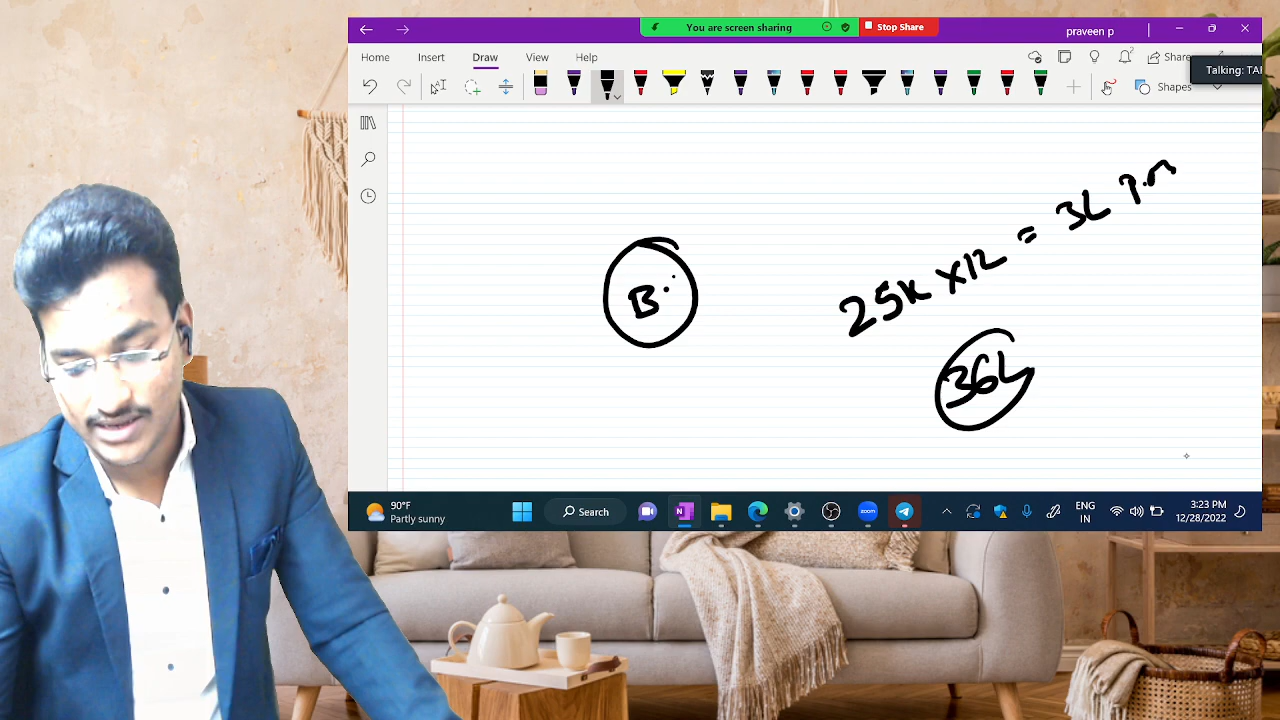 You are screen sharing
Stop Share
praveen p
Home Insert Draw View Help
Share
Talking: TA
Shapes
B.
25K X12 = 3L P.m
36L
90°F
Partly sunny
Search
zoom
ENG
IN
3:23 PM
12/28/2022